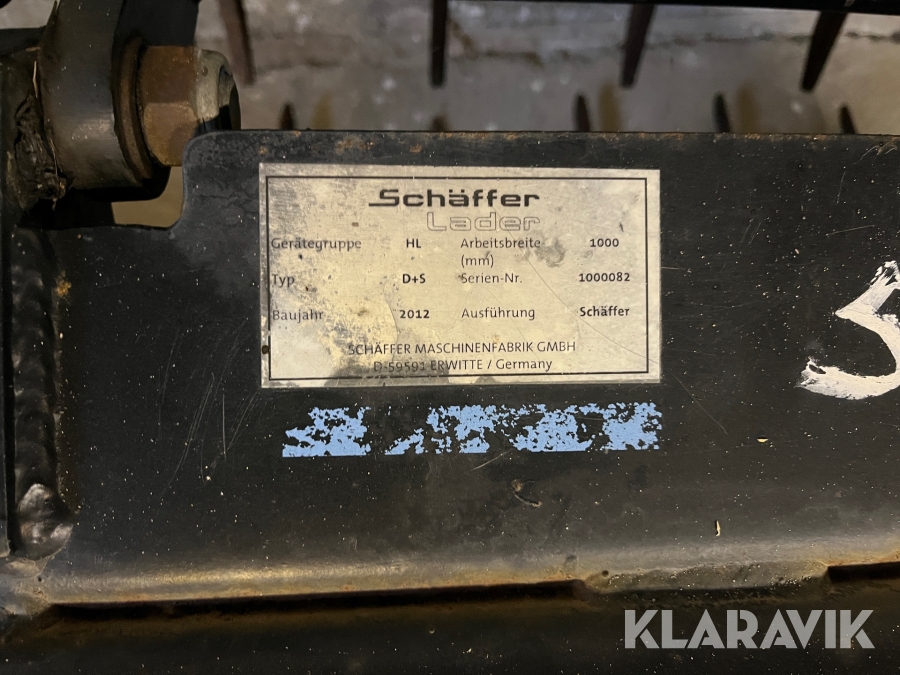 Schäffer
Lader
Gerätegruppe HL Arbeitsbreite 1000
(mm)
Typ D+S Serien-Nr. 1000082
Baujahr 2012 Ausführung Schäffer
SCHÄFFER MASCHINENFABRIK GMBH
D-59591 ERWITTE / Germany
KLARAVIK